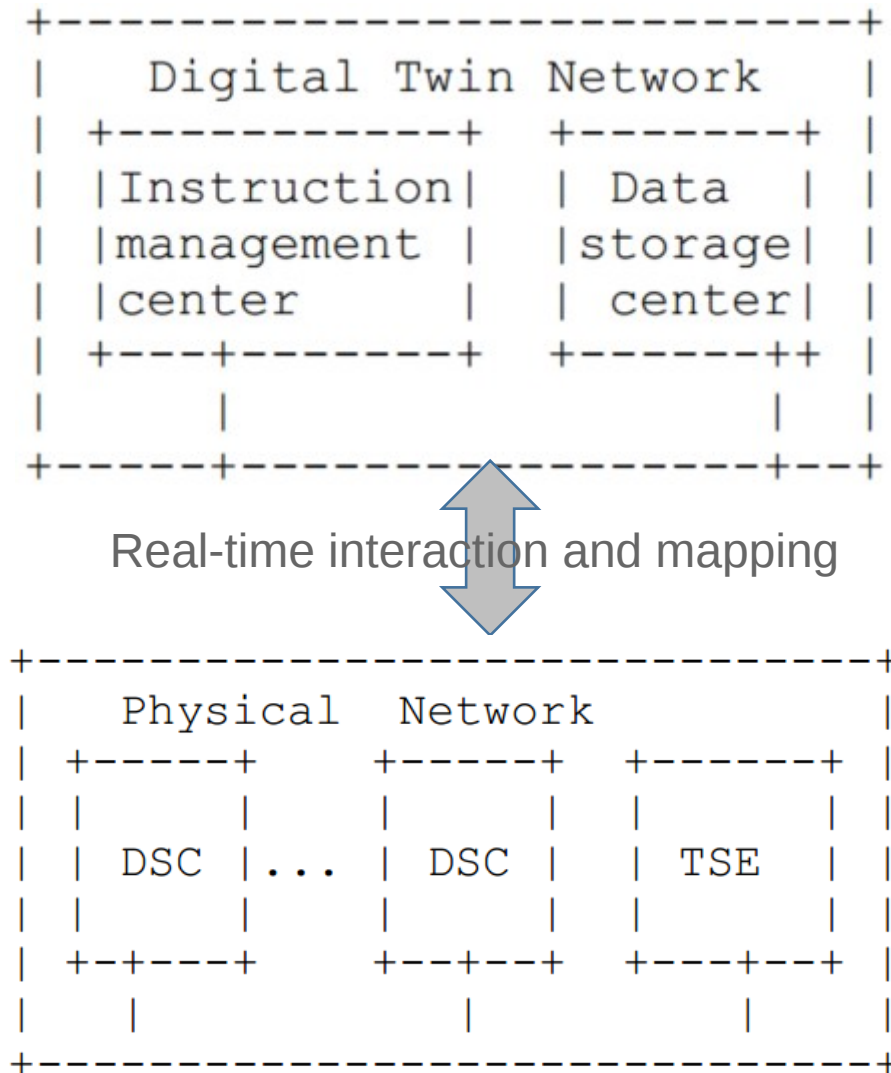 +---------------------------+
|    Digital Twin Network   |
|  +-----------+  +-------+ |
|  |Instruction|  | Data  | |
|  |management |  |storage| |
|  |center     |  | center| |
|  +---+-------+  +------++ |
|      |                 |  |
+------+-----------------+--+
Real-time interaction and mapping
+-------------------------------+
|   Physical  Network           |
| +-----+    +-----+  +------+ |
| |     |    |     |  |      | |
| | DSC |... | DSC |  | TSE  | |
| |     |    |     |  |      | |
| +-+---+    +--+--+  +---+--+ |
|   |           |         |    |
+-------------------------------+